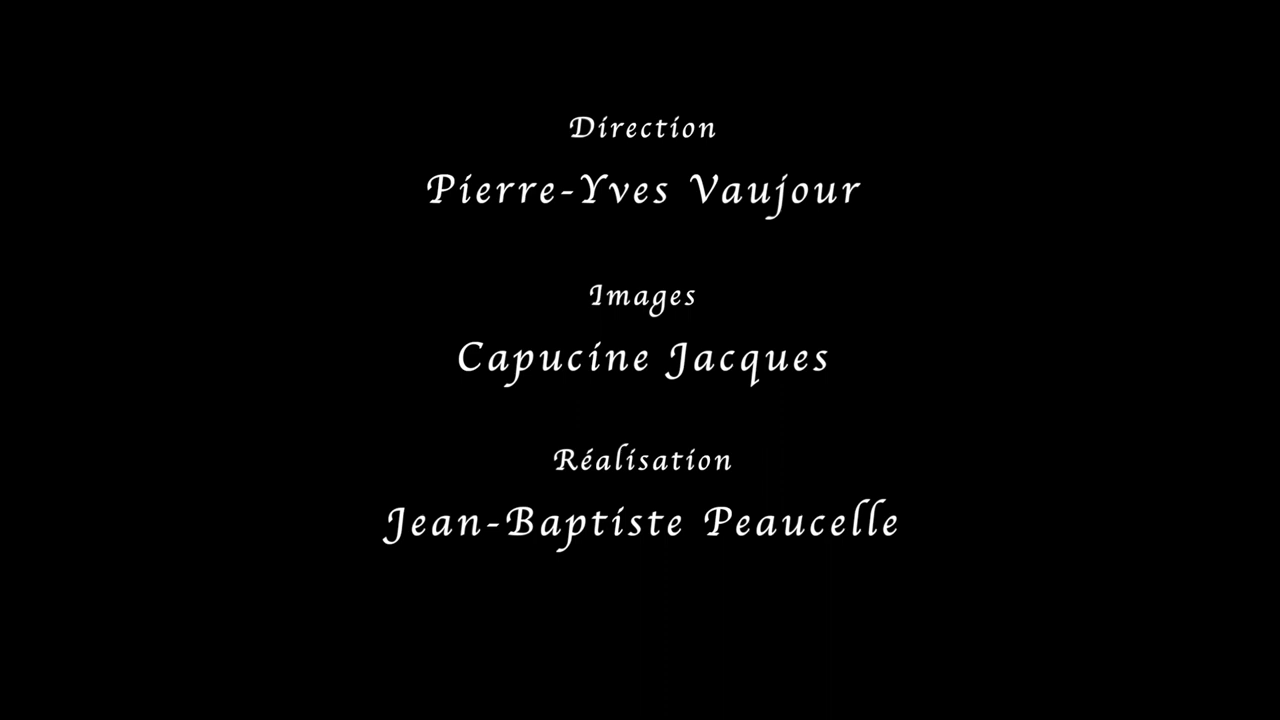 Direction
Pierre-Yves Vaujour
Images
Capucine Jacques
Réalisation
Jean-Baptiste Peaucelle